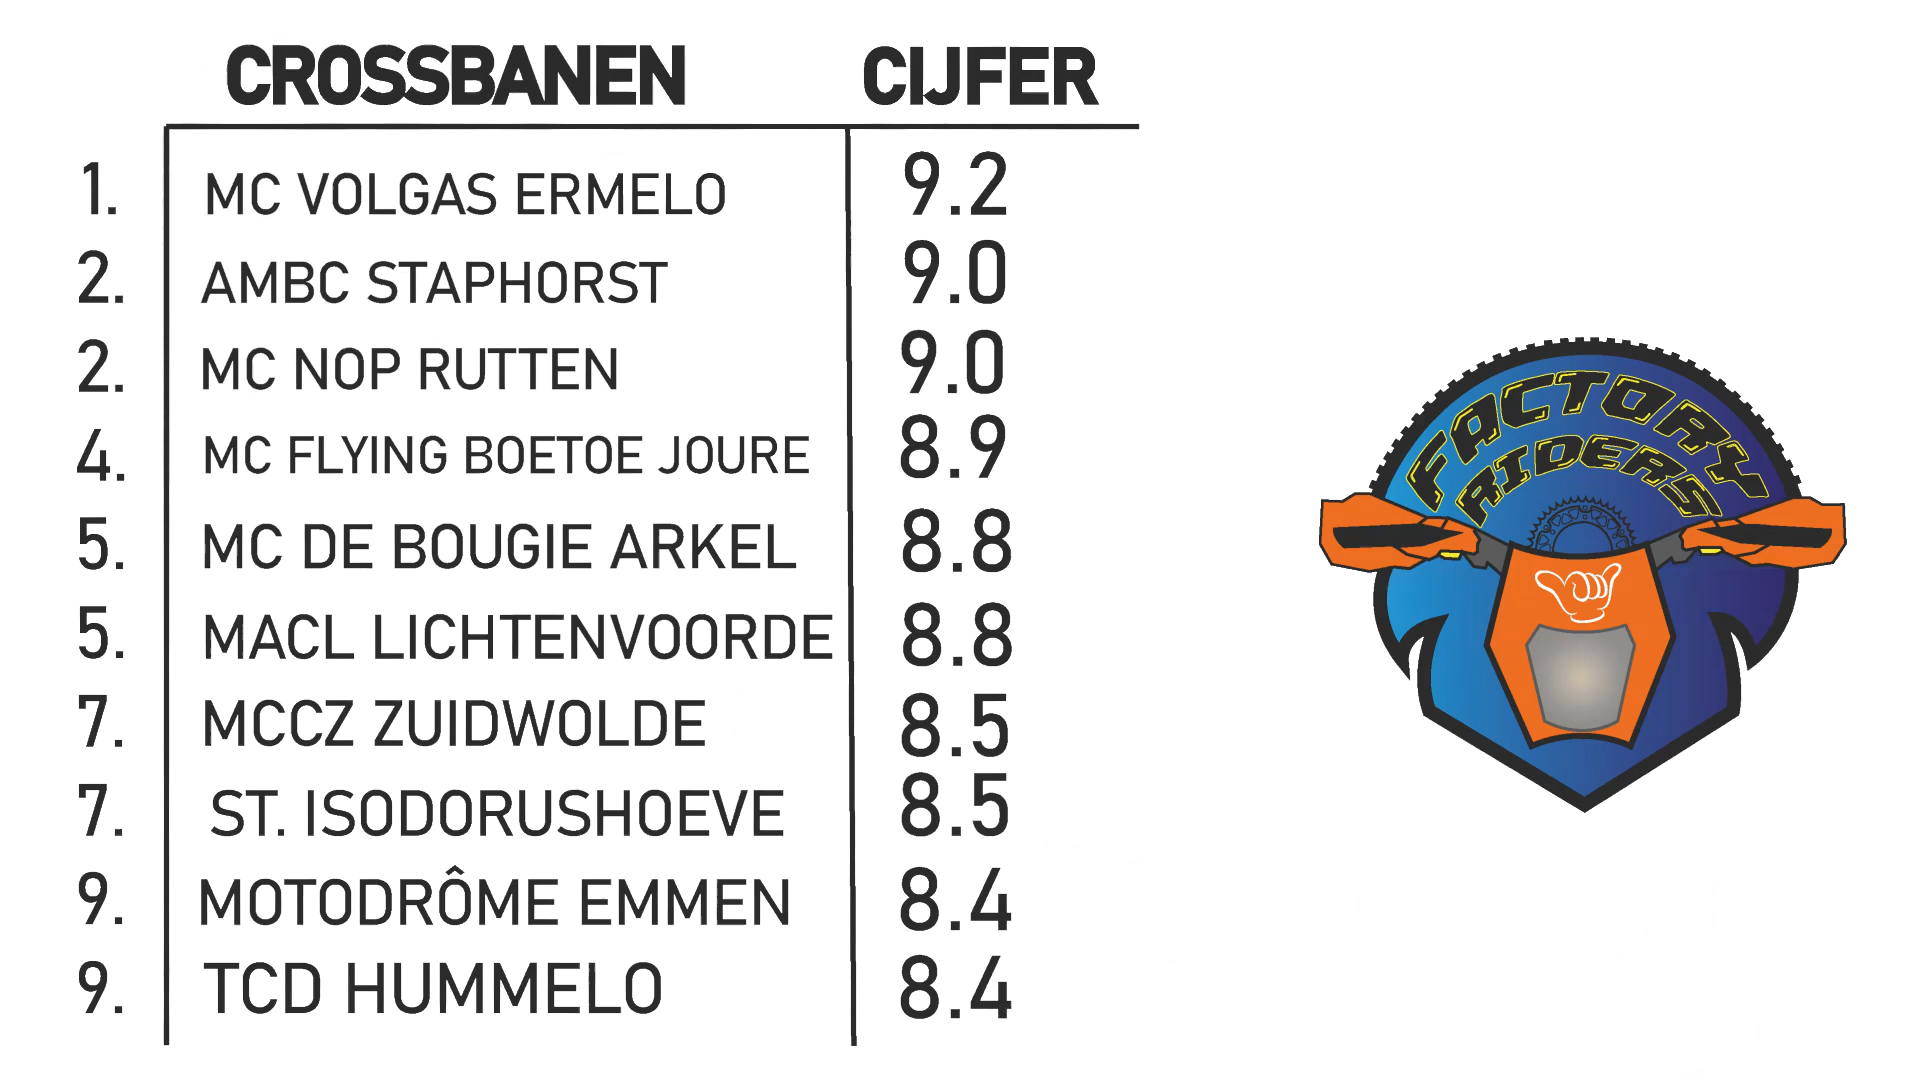 CROSSBANEN CIJFER
1. MC VOLGAS ERMELO 9.2
2. AMBC STAPHORST 9.0
2. MC NOP RUTTEN 9.0
4. MC FLYING BOETOE JOURE 8.9
5. MC DE BOUGIE ARKEL 8.8
5. MACL LICHTENVOORDE 8.8
7. MCCZ ZUIDWOLDE 8.5
7. ST. ISODORUSHOEVE 8.5
9. MOTODRÔME EMMEN 8.4
9. TCD HUMMELO 8.4
FACTORY
RIDERS